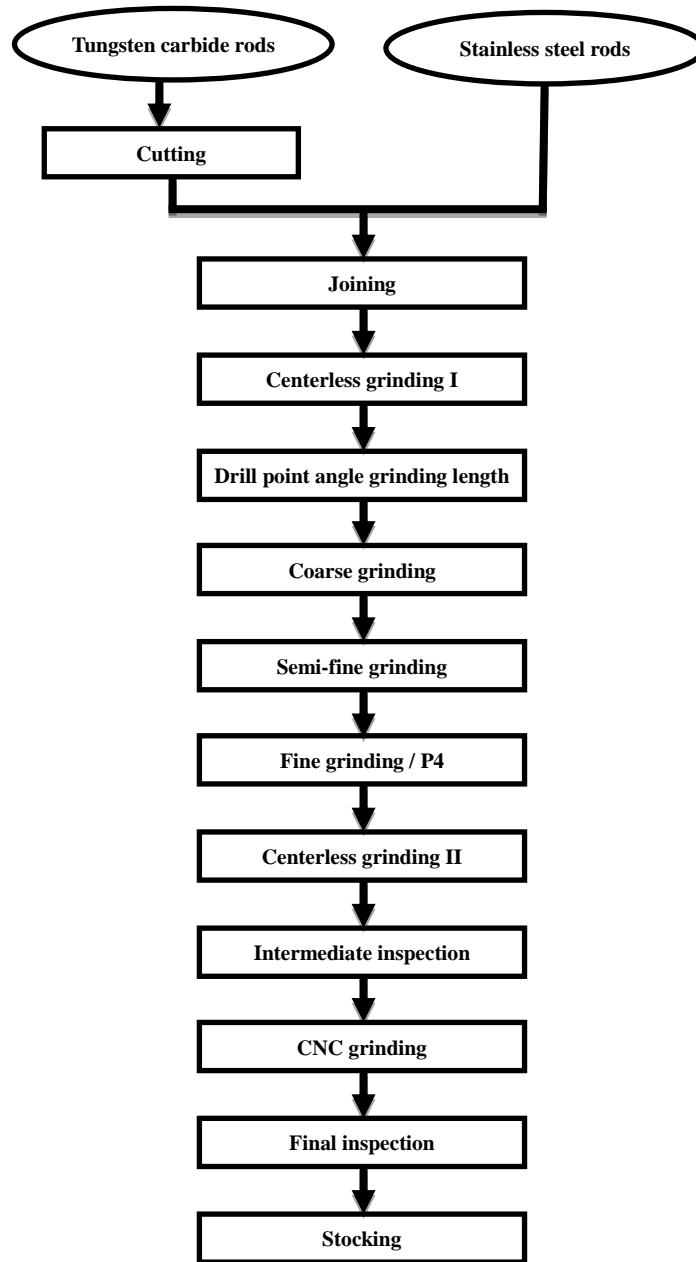 Tungsten carbide rods
Stainless steel rods
Cutting
Joining
Centerless grinding I
Drill point angle grinding length
Coarse grinding
Semi-fine grinding
Fine grinding / P4
Centerless grinding II
Intermediate inspection
CNC grinding
Final inspection
Stocking